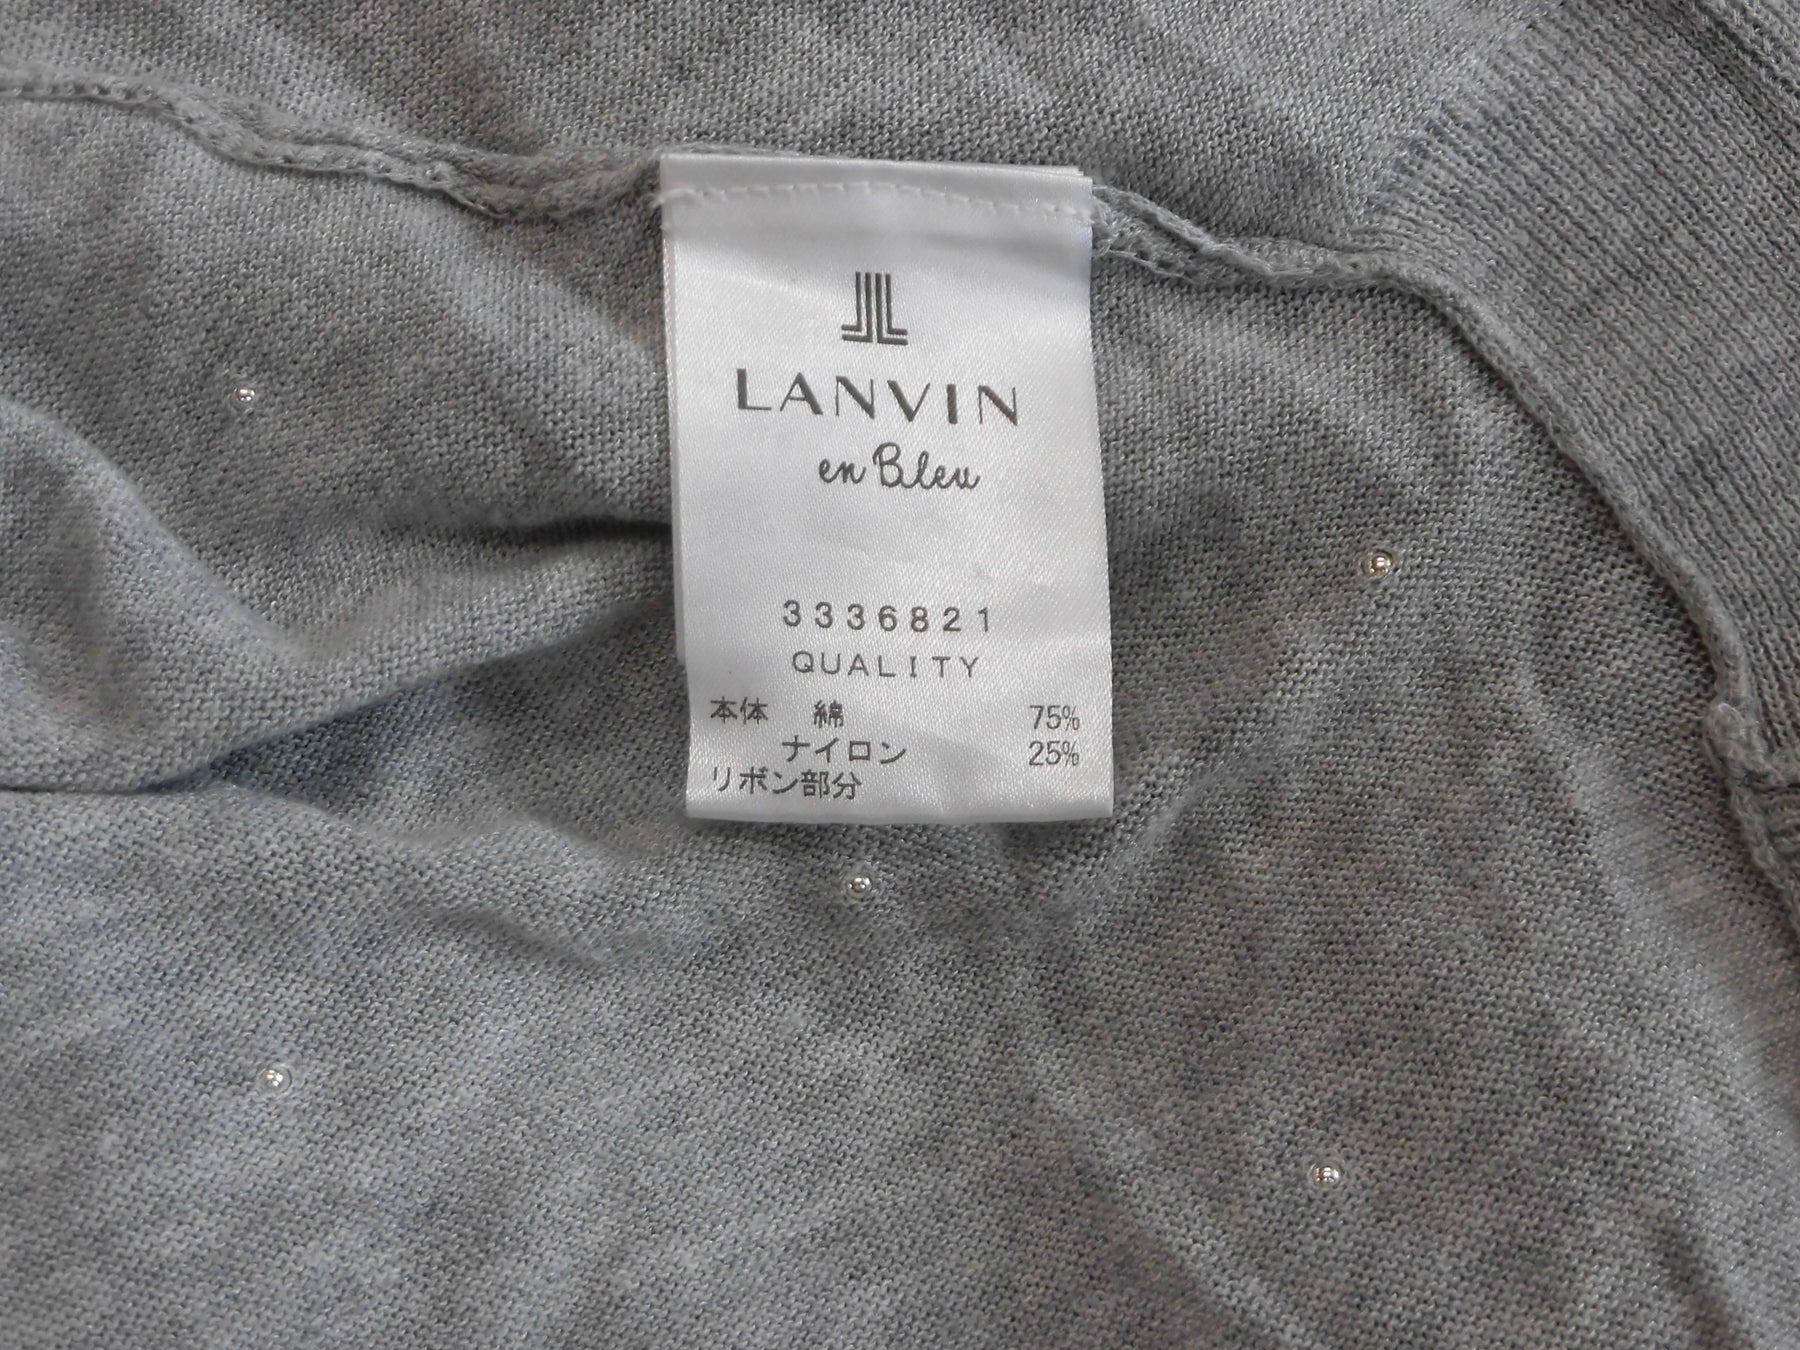 LANVIN
en Bleu
3336821
QUALITY
本体 綿 75%
ナイロン 25%
リボン部分